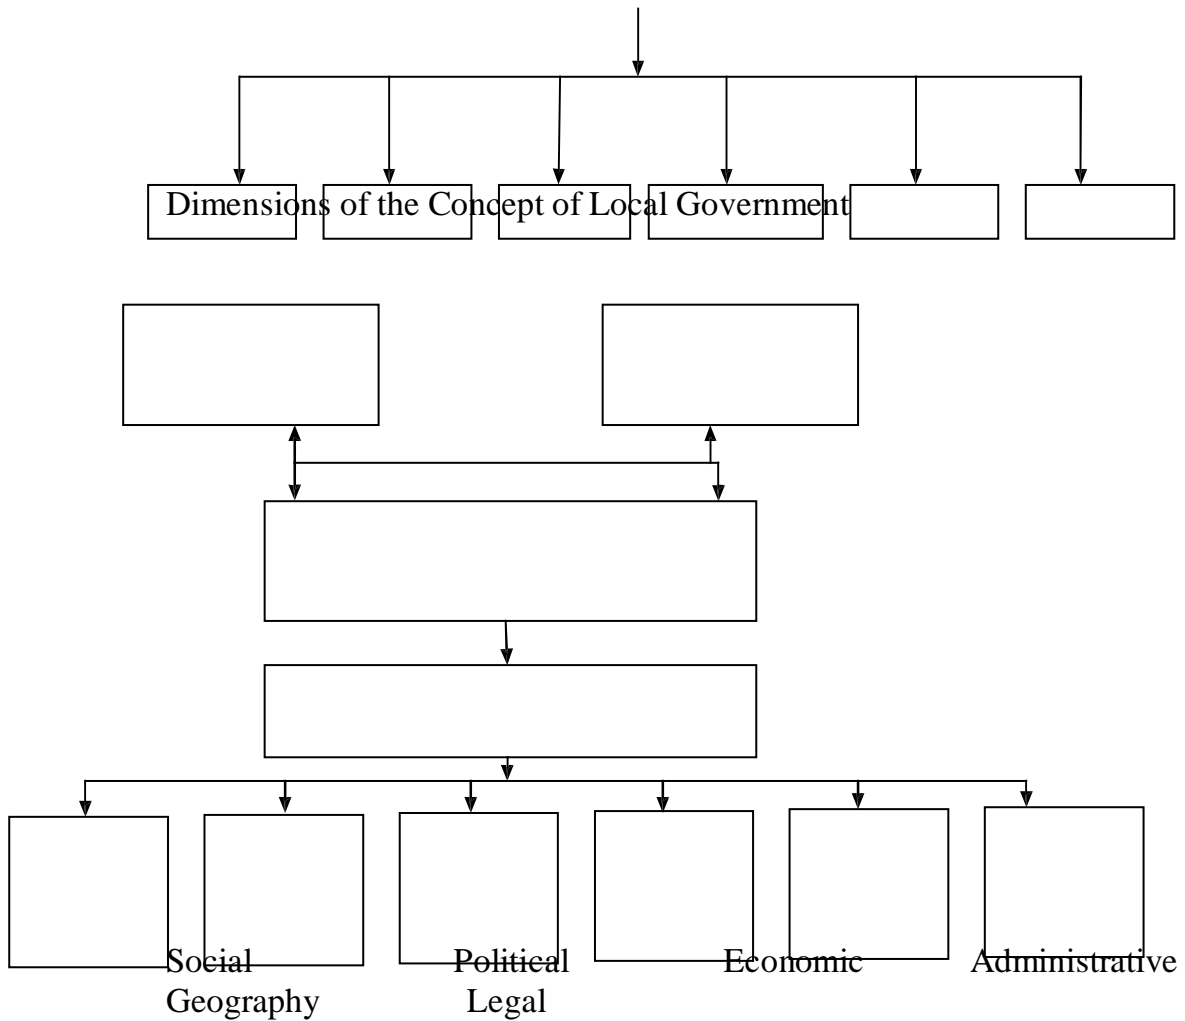 Dimensions of the Concept of Local Government
Social Political Economic Administrative
Geography Legal